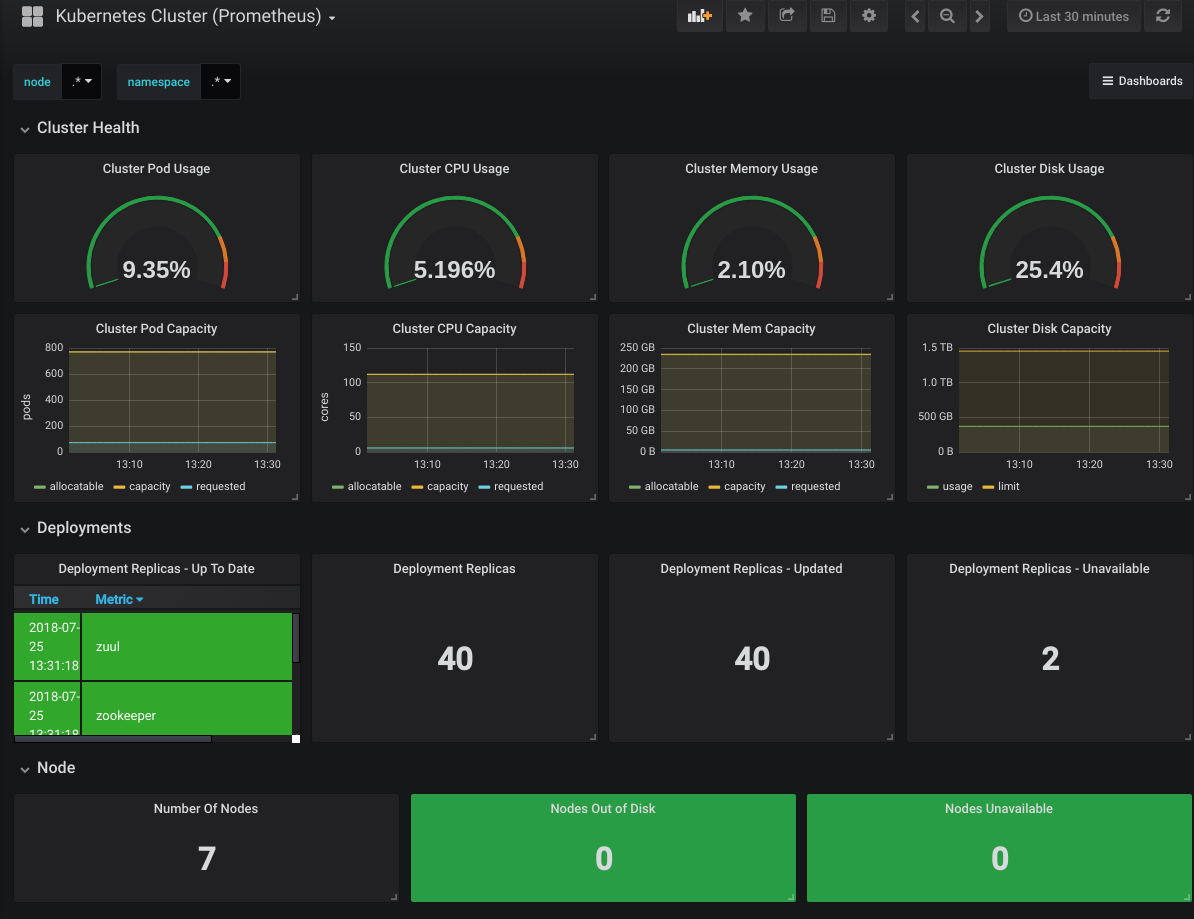 Kubernetes Cluster (Prometheus)
Last 30 minutes
node .* namespace .* Dashboards
Cluster Health
Cluster Pod Usage
9.35%
Cluster CPU Usage
5.196%
Cluster Memory Usage
2.10%
Cluster Disk Usage
25.4%
Cluster Pod Capacity
800
600
400
200
0
pods
13:10 13:20 13:30
allocatable capacity requested
Cluster CPU Capacity
150
100
50
0
cores
13:10 13:20 13:30
allocatable capacity requested
Cluster Mem Capacity
250 GB
200 GB
150 GB
100 GB
50 GB
0 B
13:10 13:20 13:30
allocatable capacity requested
Cluster Disk Capacity
1.5 TB
1.0 TB
500 GB
0 B
13:10 13:20 13:30
usage limit
Deployments
Deployment Replicas - Up To Date
Time Metric
2018-07-
25
13:31:18
zuul
2018-07-
25
13:31:18
zookeeper
Deployment Replicas
40
Deployment Replicas - Updated
40
Deployment Replicas - Unavailable
2
Node
Number Of Nodes
7
Nodes Out of Disk
0
Nodes Unavailable
0